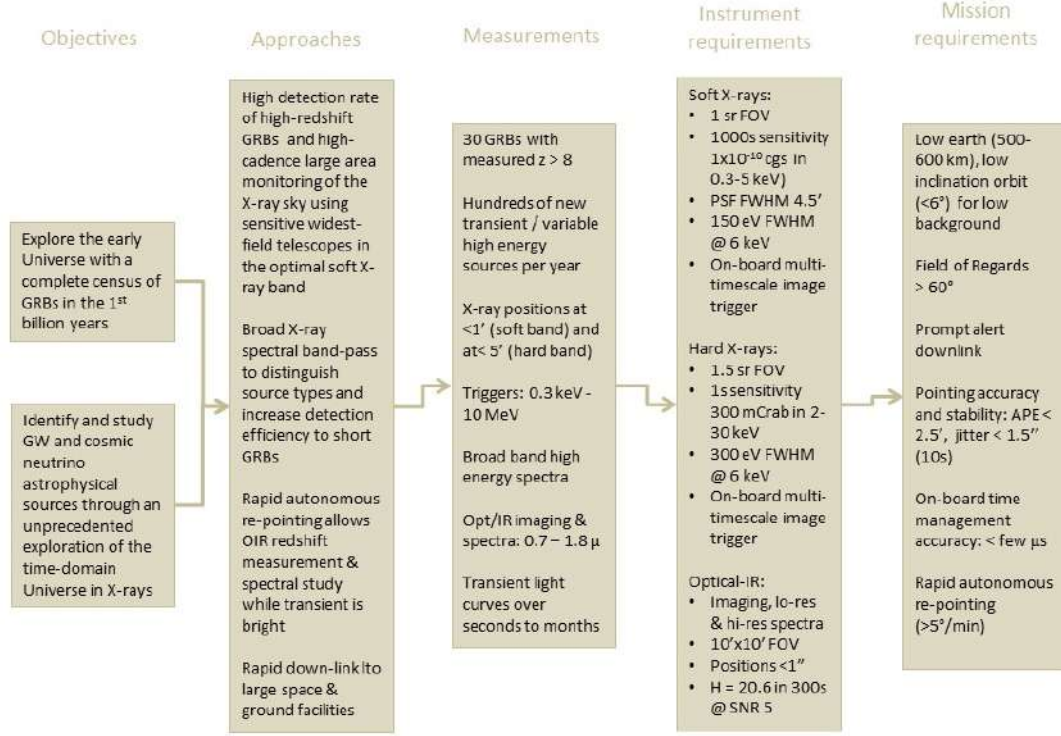 Objectives
Approaches
Measurements
Instrument
requirements
Mission
requirements
Explore the early
Universe with a
complete census of
GRBs in the 1st
billion years
Identify and study
GW and cosmic
neutrino
astrophysical
sources through an
unprecedented
exploration of the
time-domain
Universe in X-rays
High detection rate
of high-redshift
GRBs and high-
cadence large area
monitoring of the
X-ray sky using
sensitive widest-
field telescopes in
the optimal soft X-
ray band
Broad X-ray
spectral band-pass
to distinguish
source types and
increase detection
efficiency to short
GRBs
Rapid autonomous
re-pointing allows
OIR redshift
measurement &
spectral study
while transient is
bright
Rapid down-link to
large space &
ground facilities
30 GRBs with
measured z > 8
Hundreds of new
transient / variable
high energy
sources per year
X-ray positions at
<1' (soft band) and
at< 5' (hard band)
Triggers: 0.3 keV -
10 MeV
Broad band high
energy spectra
Opt/IR imaging &
spectra: 0.7 – 1.8 µ
Transient light
curves over
seconds to months
Soft X-rays:
• 1 sr FOV
• 1000s sensitivity
1x10⁻¹⁰ cgs in
0.3-5 keV)
• PSF FWHM 4.5'
• 150 eV FWHM
@ 6 keV
• On-board multi-
timescale image
trigger
Hard X-rays:
• 1.5 sr FOV
• 1s sensitivity
300 mCrab in 2-
30 keV
• 300 eV FWHM
@ 6 keV
• On-board multi-
timescale image
trigger
Optical-IR:
• Imaging, lo-res
& hi-res spectra
• 10'x10' FOV
• Positions <1"
• H = 20.6 in 300s
@ SNR 5
Low earth (500-
600 km), low
inclination orbit
(<6°) for low
background
Field of Regards
> 60°
Prompt alert
downlink
Pointing accuracy
and stability: APE <
2.5', jitter < 1.5"
(10s)
On-board time
management
accuracy: < few µs
Rapid autonomous
re-pointing
(>5°/min)